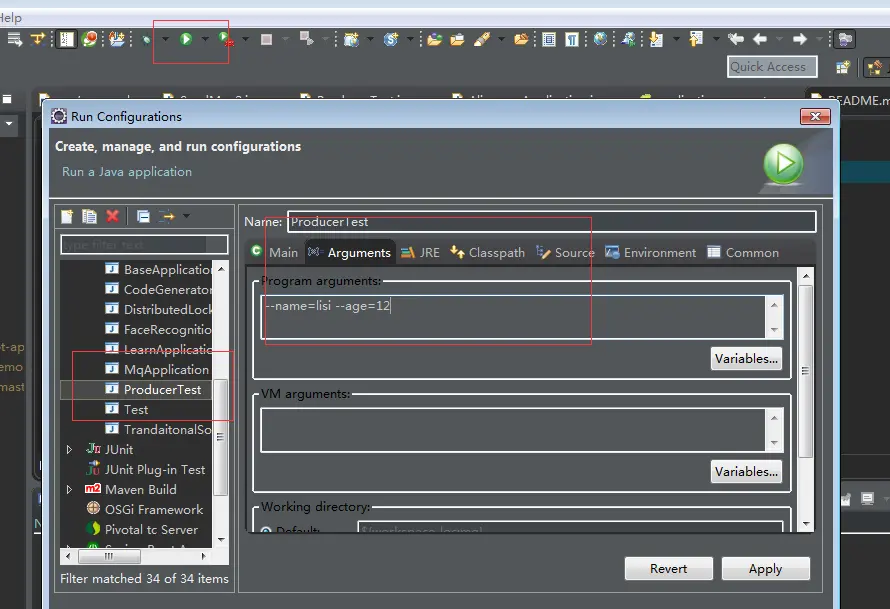 Help
Quick Access
README.m
Run Configurations
Create, manage, and run configurations
Run a Java application
Name: ProducerTest
type filter text
Main
Arguments
JRE
Classpath
Source
Environment
Common
BaseApplication
CodeGenerator
DistributedLock
FaceRecognitio
LearnApplicatic
MqApplication
ProducerTest
Test
TrandaitonalSo
JUnit
JUnit Plug-in Test
Maven Build
OSGi Framework
Pivotal tc Server
Filter matched 34 of 34 items
Program arguments:
--name=lisi --age=12
Variables...
VM arguments:
Variables...
Working directory:
Default:
Revert
Apply
ot-ap
emo
mast